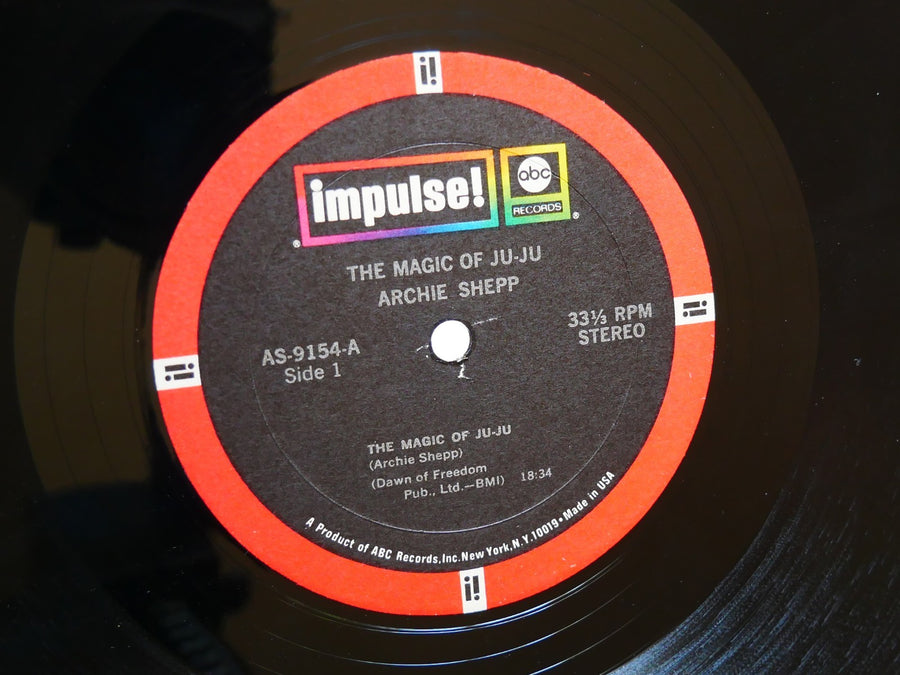 i!
impulse!
abc
RECORDS
®
®
THE MAGIC OF JU-JU
ARCHIE SHEPP
AS-9154-A
Side 1
33⅓ RPM
STEREO
i!
i!
THE MAGIC OF JU-JU
(Archie Shepp)
(Dawn of Freedom
Pub., Ltd.—BMI) 18:34
A Product of ABC Records, Inc. New York, N.Y. 10019 • Made in USA
i!